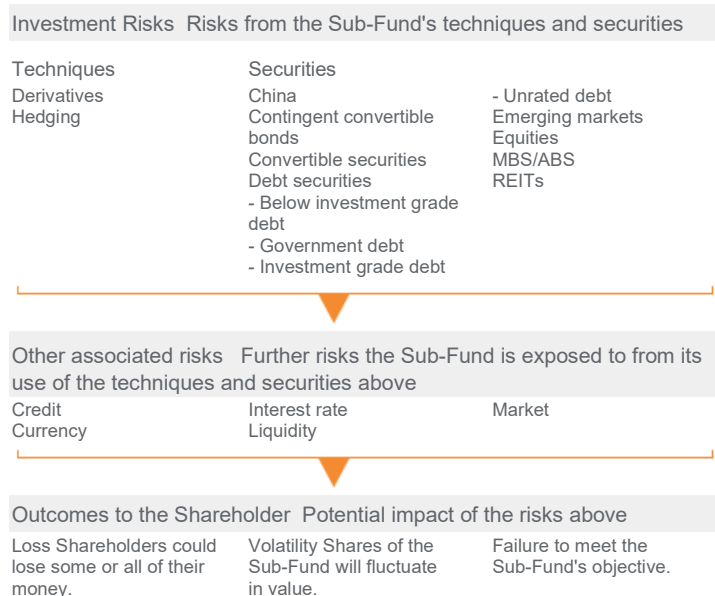 Investment Risks Risks from the Sub-Fund's techniques and securities
Techniques
Derivatives
Hedging
Securities
China
Contingent convertible
bonds
Convertible securities
Debt securities
- Below investment grade
debt
- Government debt
- Investment grade debt
- Unrated debt
Emerging markets
Equities
MBS/ABS
REITs
Other associated risks Further risks the Sub-Fund is exposed to from its
use of the techniques and securities above
Credit
Currency
Interest rate
Liquidity
Market
Outcomes to the Shareholder Potential impact of the risks above
Loss Shareholders could
lose some or all of their
money.
Volatility Shares of the
Sub-Fund will fluctuate
in value.
Failure to meet the
Sub-Fund's objective.